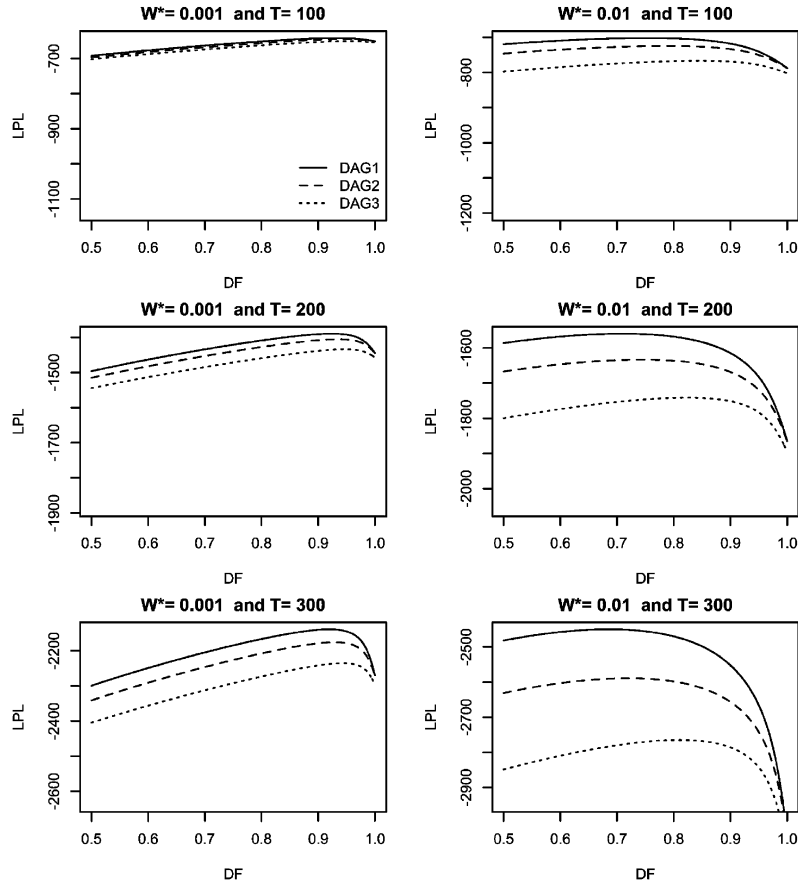 W*= 0.001 and T= 100
LPL
-700
-900
-1100
DAG1
DAG2
DAG3
0.5 0.6 0.7 0.8 0.9 1.0
DF
W*= 0.01 and T= 100
LPL
-800
-1000
-1200
0.5 0.6 0.7 0.8 0.9 1.0
DF
W*= 0.001 and T= 200
LPL
-1500
-1700
-1900
0.5 0.6 0.7 0.8 0.9 1.0
DF
W*= 0.01 and T= 200
LPL
-1600
-1800
-2000
0.5 0.6 0.7 0.8 0.9 1.0
DF
W*= 0.001 and T= 300
LPL
-2200
-2400
-2600
0.5 0.6 0.7 0.8 0.9 1.0
DF
W*= 0.01 and T= 300
LPL
-2500
-2700
-2900
0.5 0.6 0.7 0.8 0.9 1.0
DF